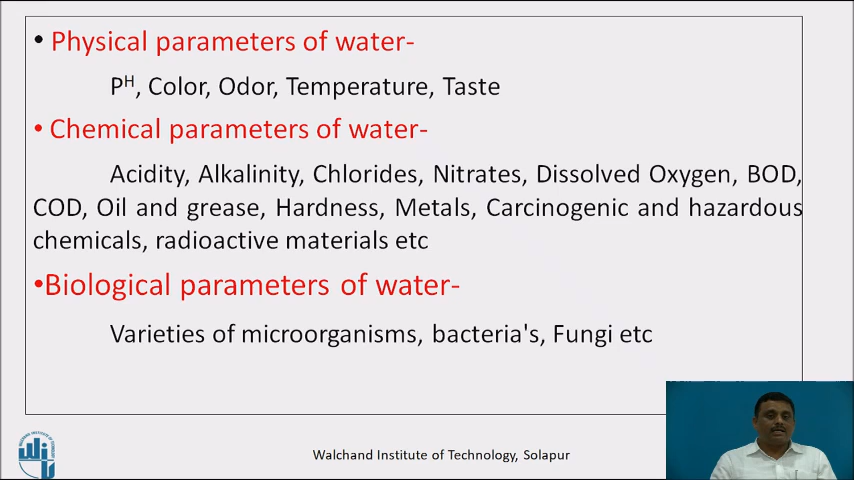 • Physical parameters of water-
Pᴴ, Color, Odor, Temperature, Taste
• Chemical parameters of water-
Acidity, Alkalinity, Chlorides, Nitrates, Dissolved Oxygen, BOD,
COD, Oil and grease, Hardness, Metals, Carcinogenic and hazardous
chemicals, radioactive materials etc
•Biological parameters of water-
Varieties of microorganisms, bacteria's, Fungi etc
Walchand Institute of Technology, Solapur